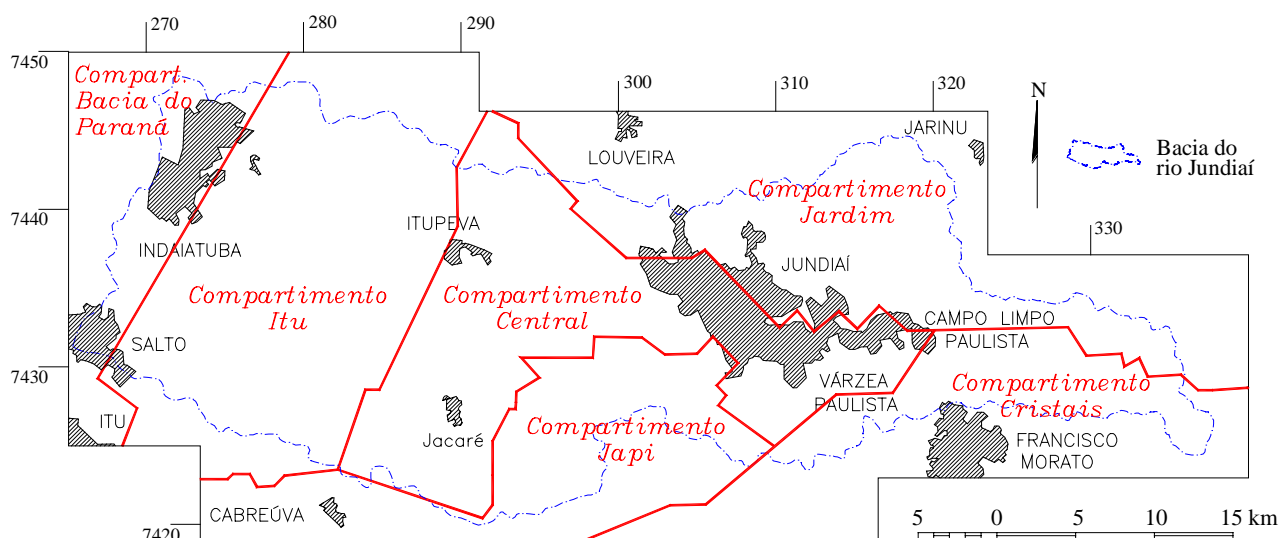 270
280
290
7450
Compart.
Bacia do
Paraná
300
310
320
N
JARINU
LOUVEIRA
Bacia do
rio Jundiaí
Compartimento
Jardim
7440
ITUPEVA
330
INDAIATUBA
JUNDIAÍ
Compartimento
Itu
Compartimento
Central
CAMPO LIMPO
PAULISTA
SALTO
7430
VÁRZEA
PAULISTA
Compartimento
Cristais
ITU
Jacaré
Compartimento
Japi
FRANCISCO
MORATO
CABREÚVA
7420
5 0 5 10 15 km